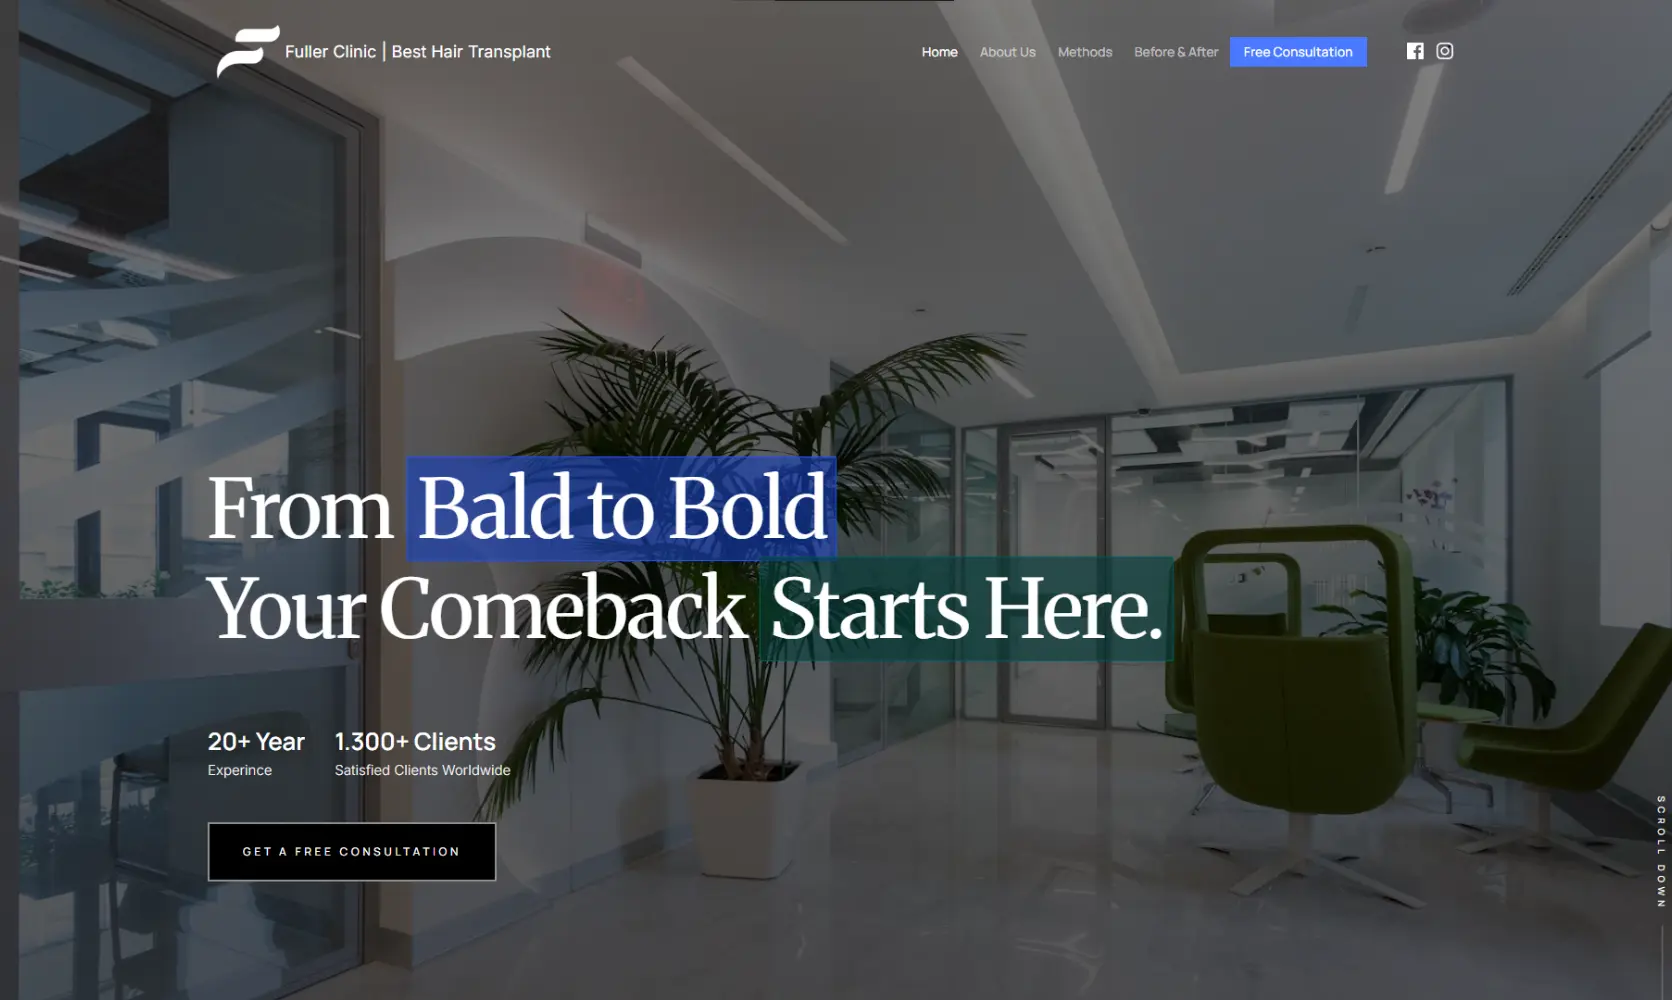 Fuller Clinic | Best Hair Transplant
Home
About Us
Methods
Before & After
Free Consultation
From Bald to Bold
Your Comeback Starts Here.
20+ Year
Experince
1.300+ Clients
Satisfied Clients Worldwide
GET A FREE CONSULTATION
SCROLL DOWN